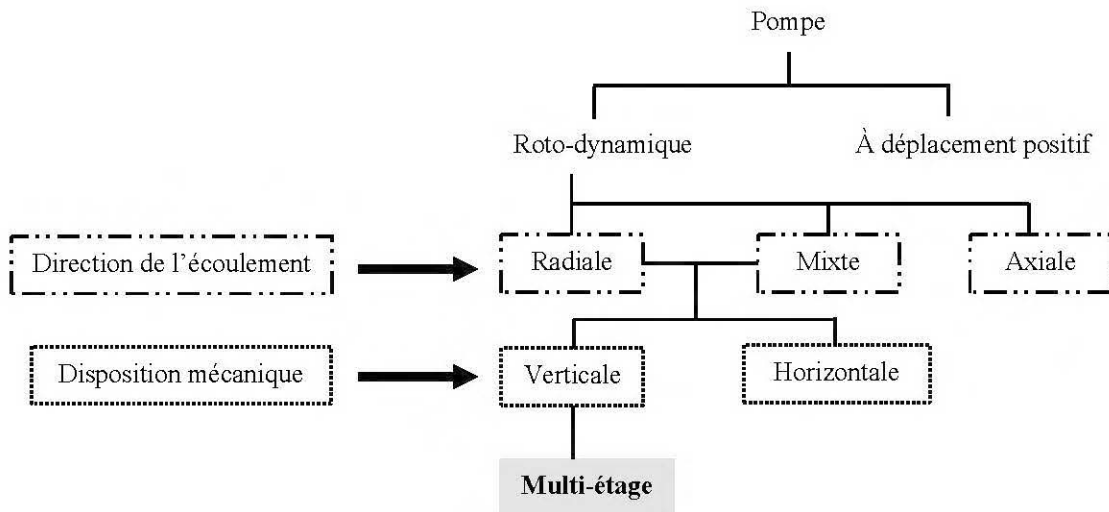 Pompe
Roto-dynamique
À déplacement positif
Direction de l'écoulement
Radiale
Mixte
Axiale
Disposition mécanique
Verticale
Horizontale
Multi-étage